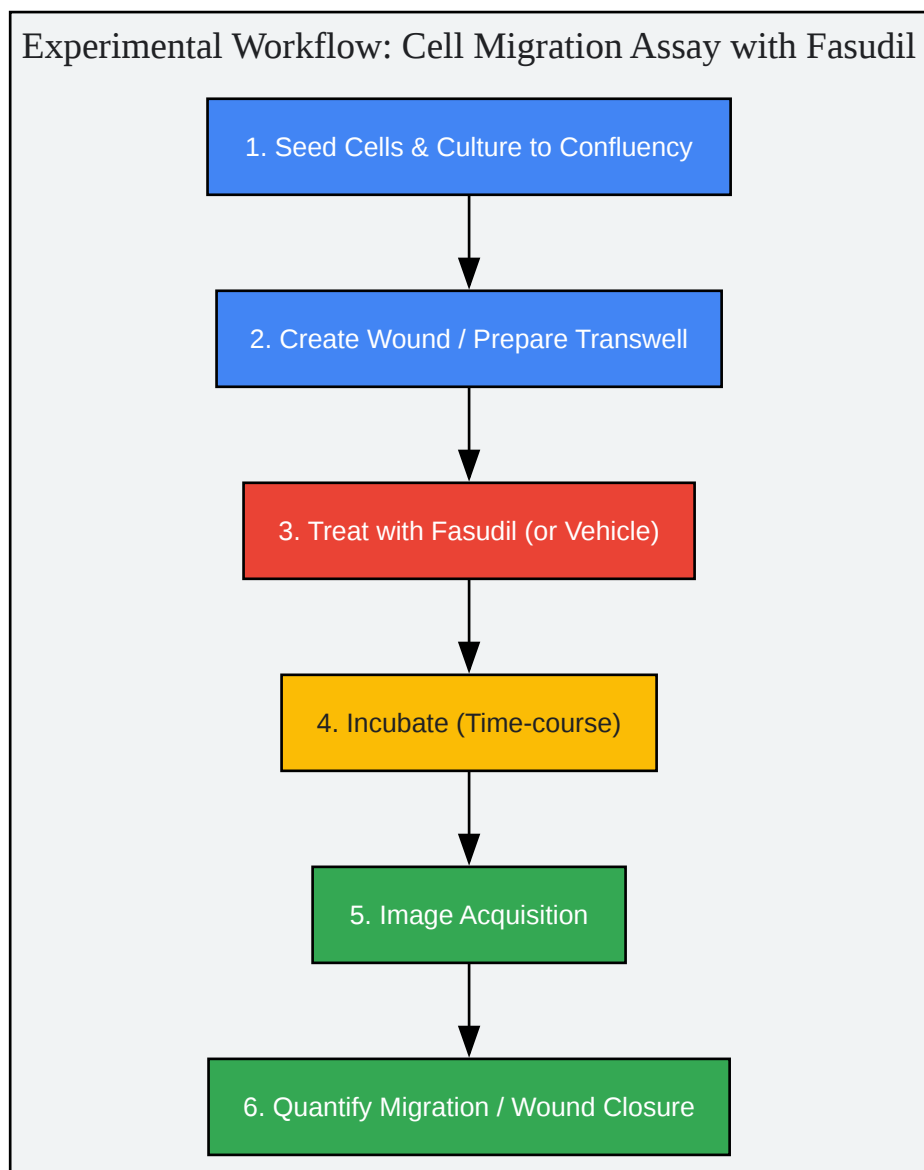 Experimental Workflow: Cell Migration Assay with Fasudil
1. Seed Cells & Culture to Confluency
2. Create Wound / Prepare Transwell
3. Treat with Fasudil (or Vehicle)
4. Incubate (Time-course)
5. Image Acquisition
6. Quantify Migration / Wound Closure